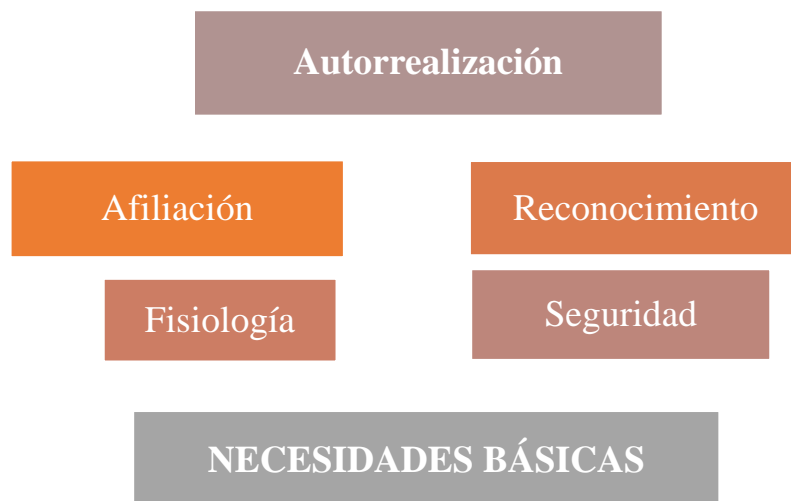 Autorrealización
Afiliación
Reconocimiento
Fisiología
Seguridad
NECESIDADES BÁSICAS